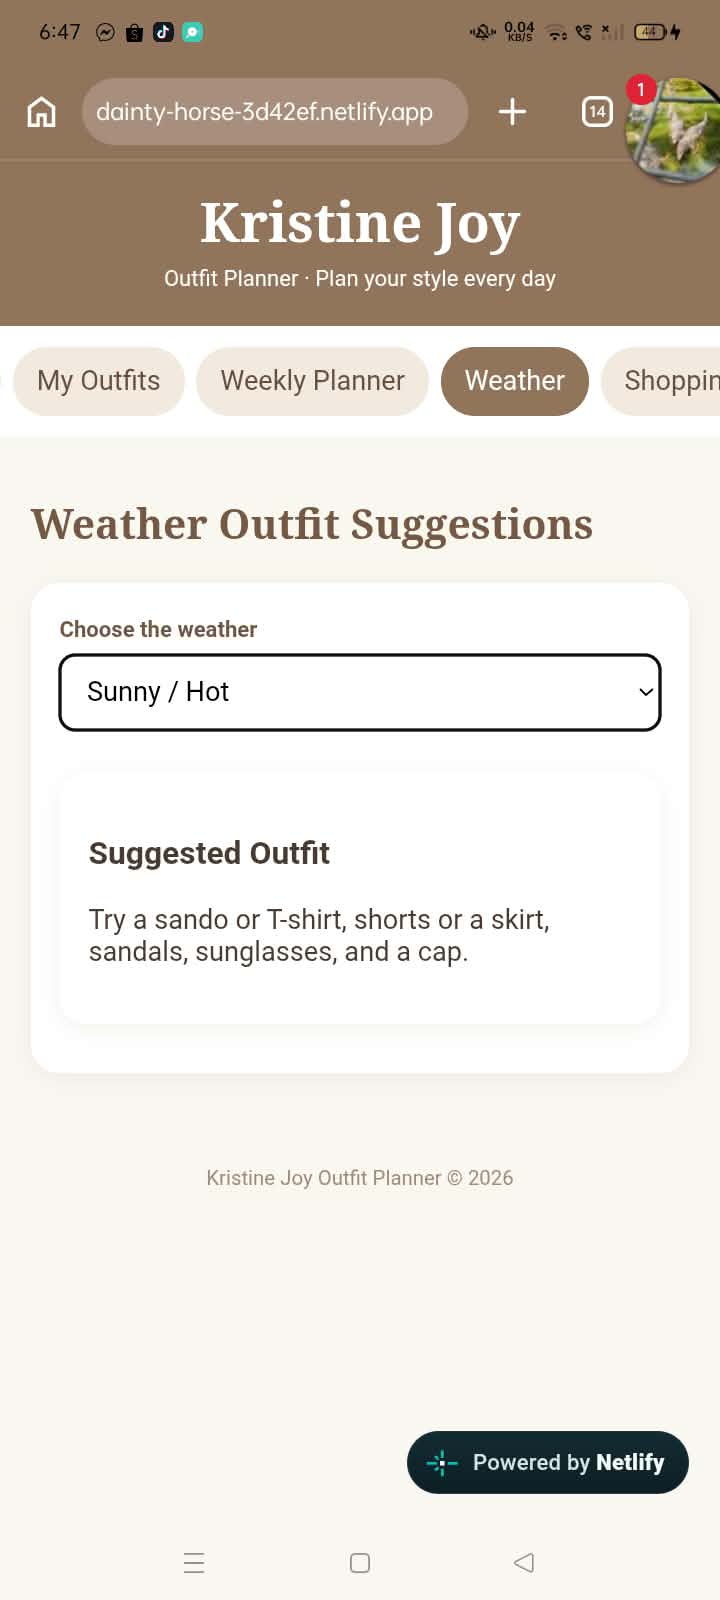 6:47
0.04
KB/S
44
dainty-horse-3d42ef.netlify.app
14
1
Kristine Joy
Outfit Planner · Plan your style every day
My Outfits
Weekly Planner
Weather
Shoppin
Weather Outfit Suggestions
Choose the weather
Sunny / Hot
Suggested Outfit
Try a sando or T-shirt, shorts or a skirt,
sandals, sunglasses, and a cap.
Kristine Joy Outfit Planner © 2026
Powered by Netlify